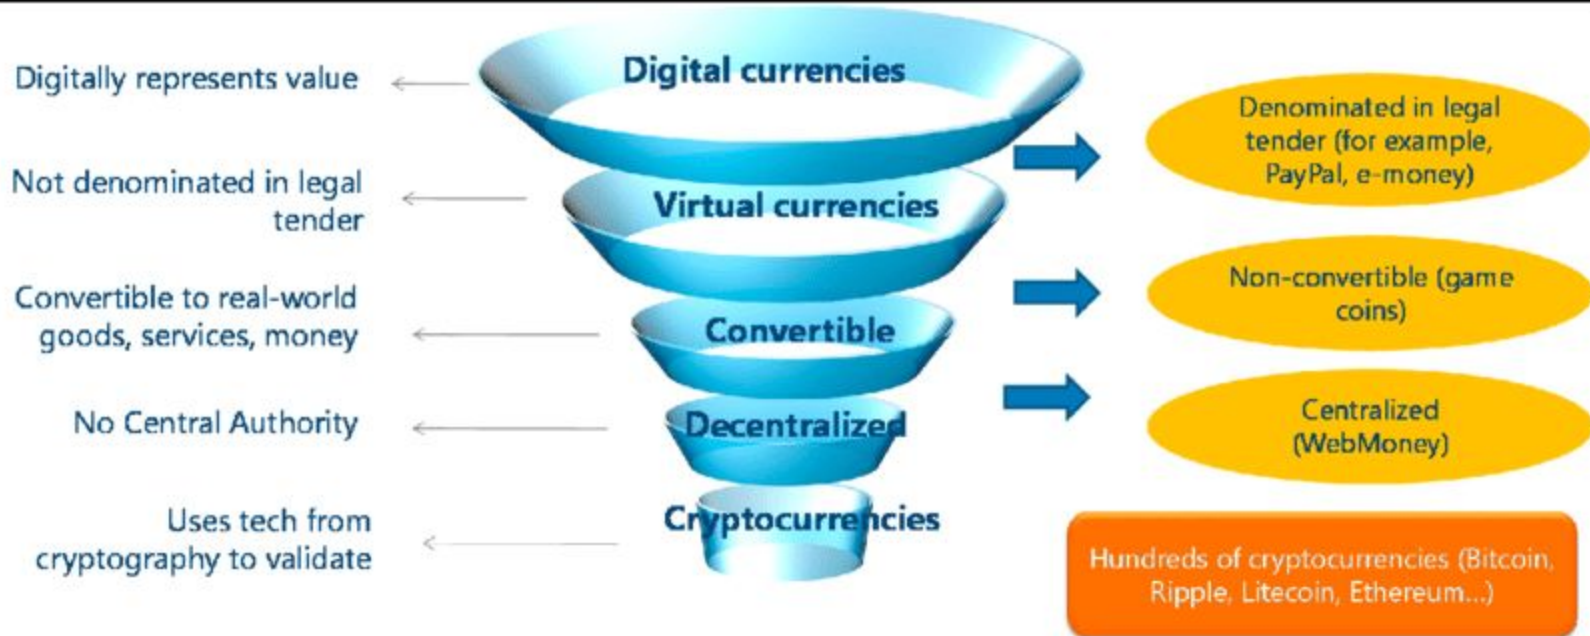 Digitally represents value
Not denominated in legal
tender
Convertible to real-world
goods, services, money
No Central Authority
Uses tech from
cryptography to validate
Digital currencies
Virtual currencies
Convertible
Decentralized
Cryptocurrencies
Denominated in legal
tender (for example,
PayPal, e-money)
Non-convertible (game
coins)
Centralized
(WebMoney)
Hundreds of cryptocurrencies (Bitcoin,
Ripple, Litecoin, Ethereum...)